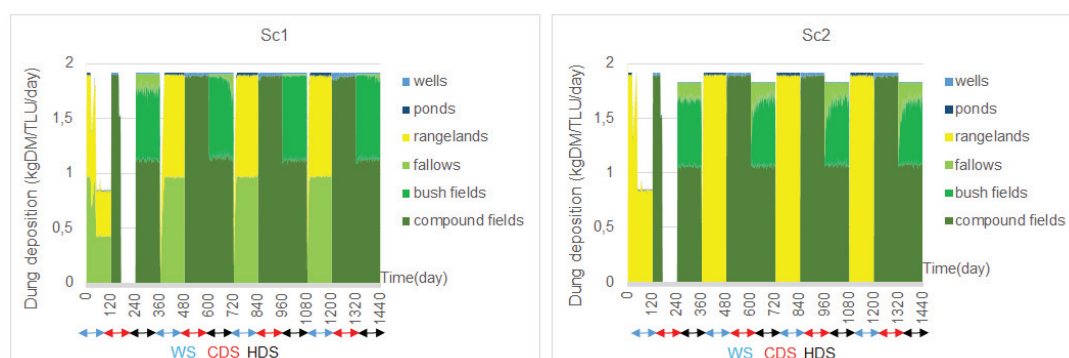 Sc1
Dung deposition (kgDM/TLU/day)
2
1,5
1
0,5
0
wells
ponds
rangelands
fallows
bush fields
compound fields
Time(day)
0
120
240
360
480
600
720
840
960
1080
1200
1320
1440
WS CDS HDS
Sc2
Dung deposition (kgDM/TLU/day)
2
1,5
1
0,5
0
wells
ponds
rangelands
fallows
bush fields
compound fields
Time(day)
0
120
240
360
480
600
720
840
960
1080
1200
1320
1440
WS CDS HDS